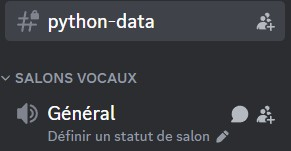 python-data
SALONS VOCAUX
Général
Définir un statut de salon